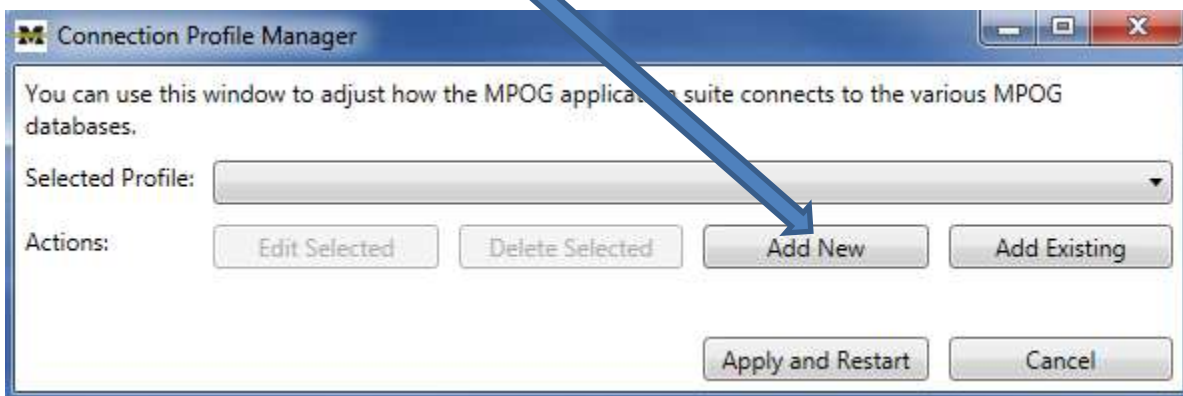 Connection Profile Manager
You can use this window to adjust how the MPOG application suite connects to the various MPOG
databases.
Selected Profile:
Actions: Edit Selected Delete Selected Add New Add Existing
Apply and Restart Cancel